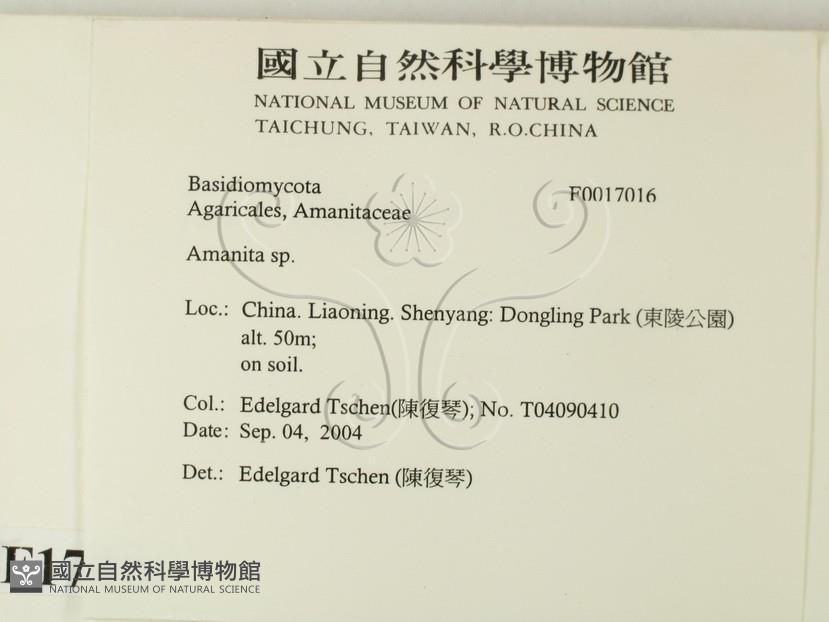 國立自然科學博物館
NATIONAL MUSEUM OF NATURAL SCIENCE
TAICHUNG, TAIWAN, R.O.CHINA
Basidiomycota F0017016
Agaricales, Amanitaceae
Amanita sp.
Loc.: China. Liaoning. Shenyang: Dongling Park (東陵公園)
alt. 50m;
on soil.
Col.: Edelgard Tschen(陳復琴); No. T04090410
Date: Sep. 04, 2004
Det.: Edelgard Tschen (陳復琴)
F17
國立自然科學博物館
NATIONAL MUSEUM OF NATURAL SCIENCE